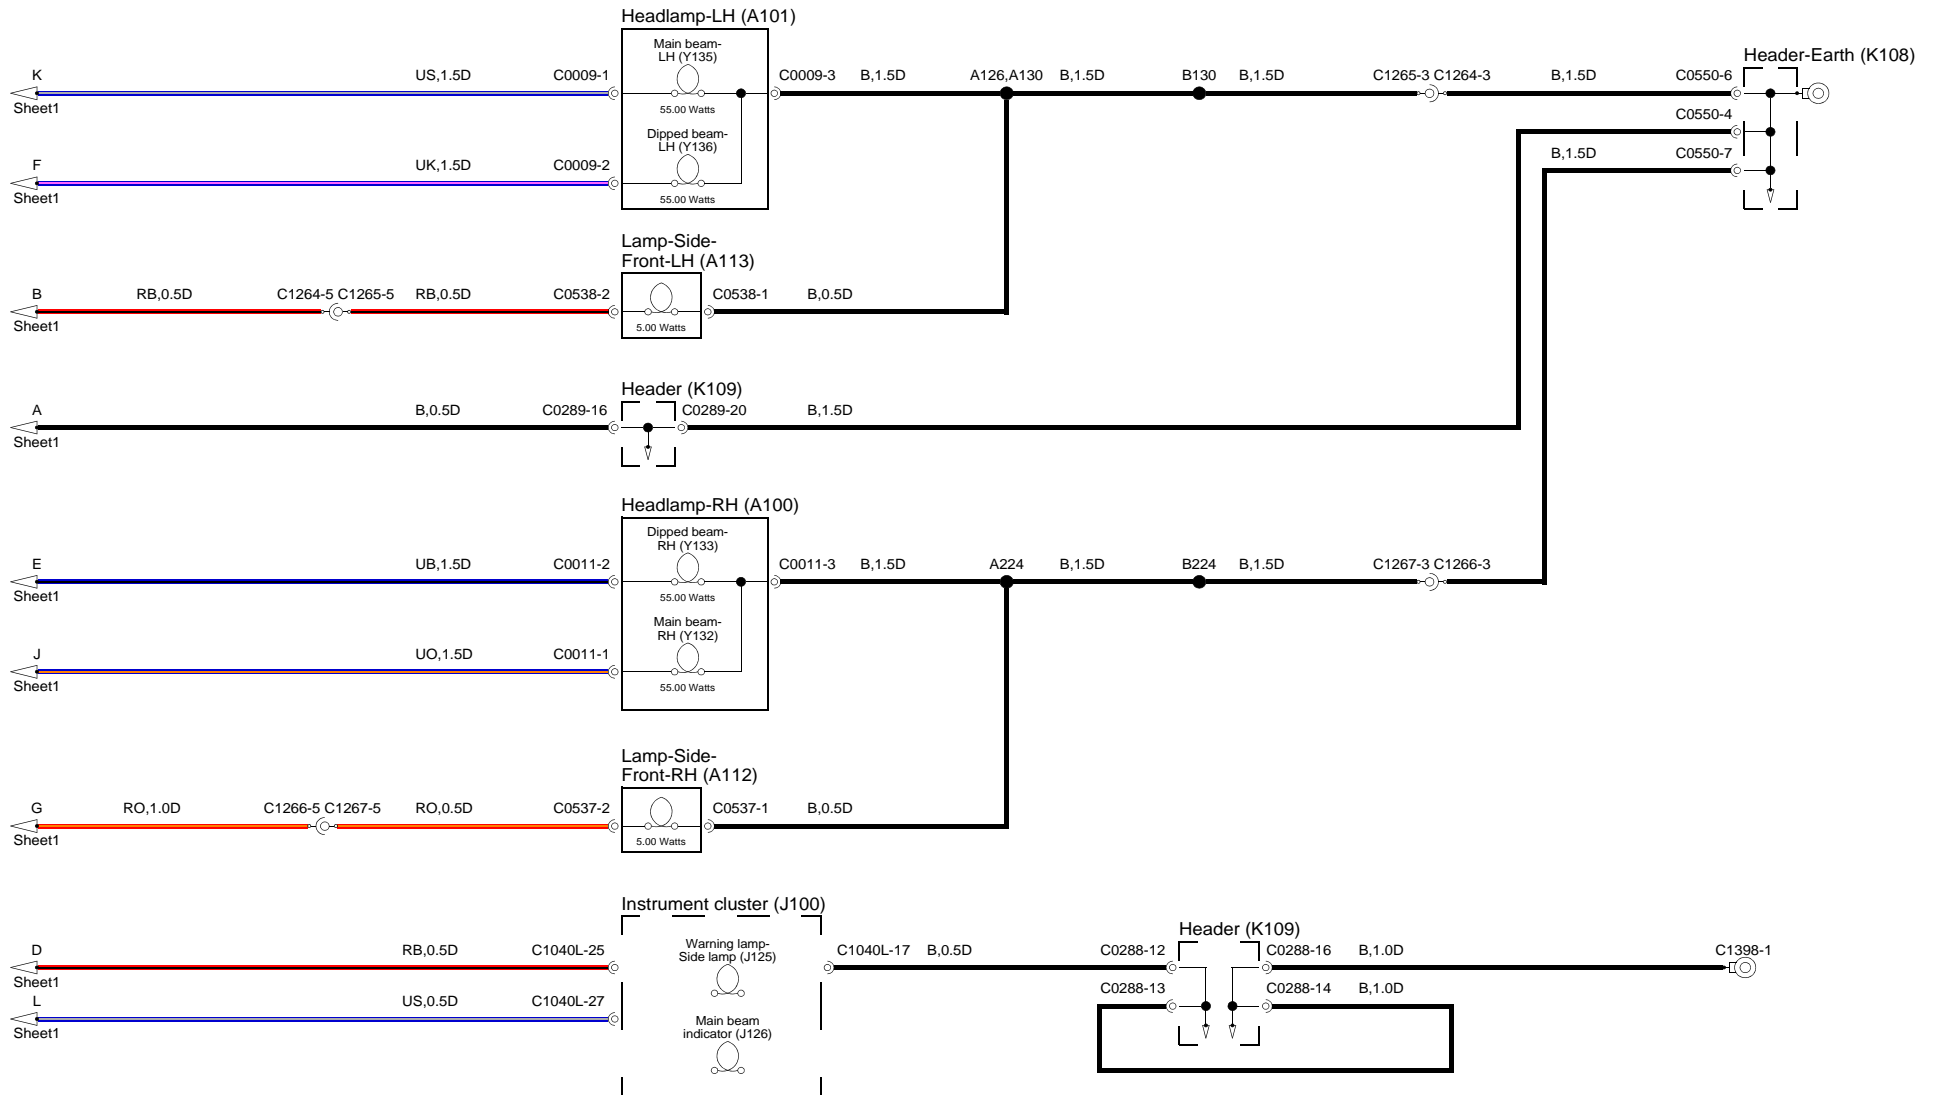 Headlamp-LH (A101)
Main beam-
LH (Y135)
Header-Earth (K108)
K
US,1.5D
C0009-1
C0009-3
B,1.5D
A126,A130
B,1.5D
B130
B,1.5D
C1265-3 C1264-3
B,1.5D
C0550-6
Sheet1
55.00 Watts
C0550-4
Dipped beam-
LH (Y136)
F
UK,1.5D
C0009-2
B,1.5D
C0550-7
Sheet1
55.00 Watts
Lamp-Side-
Front-LH (A113)
B
RB,0.5D
C1264-5 C1265-5
RB,0.5D
C0538-2
C0538-1
B,0.5D
Sheet1
5.00 Watts
Header (K109)
A
B,0.5D
C0289-16
C0289-20
B,1.5D
Sheet1
Headlamp-RH (A100)
Dipped beam-
RH (Y133)
E
UB,1.5D
C0011-2
C0011-3
B,1.5D
A224
B,1.5D
B224
B,1.5D
C1267-3 C1266-3
Sheet1
55.00 Watts
Main beam-
RH (Y132)
J
UO,1.5D
C0011-1
Sheet1
55.00 Watts
Lamp-Side-
Front-RH (A112)
G
RO,1.0D
C1266-5 C1267-5
RO,0.5D
C0537-2
C0537-1
B,0.5D
Sheet1
5.00 Watts
Instrument cluster (J100)
Header (K109)
D
RB,0.5D
C1040L-25
Warning lamp-
Side lamp (J125)
C1040L-17
B,0.5D
C0288-12
C0288-16
B,1.0D
C1398-1
Sheet1
L
US,0.5D
C1040L-27
C0288-13
C0288-14
B,1.0D
Sheet1
Main beam
indicator (J126)